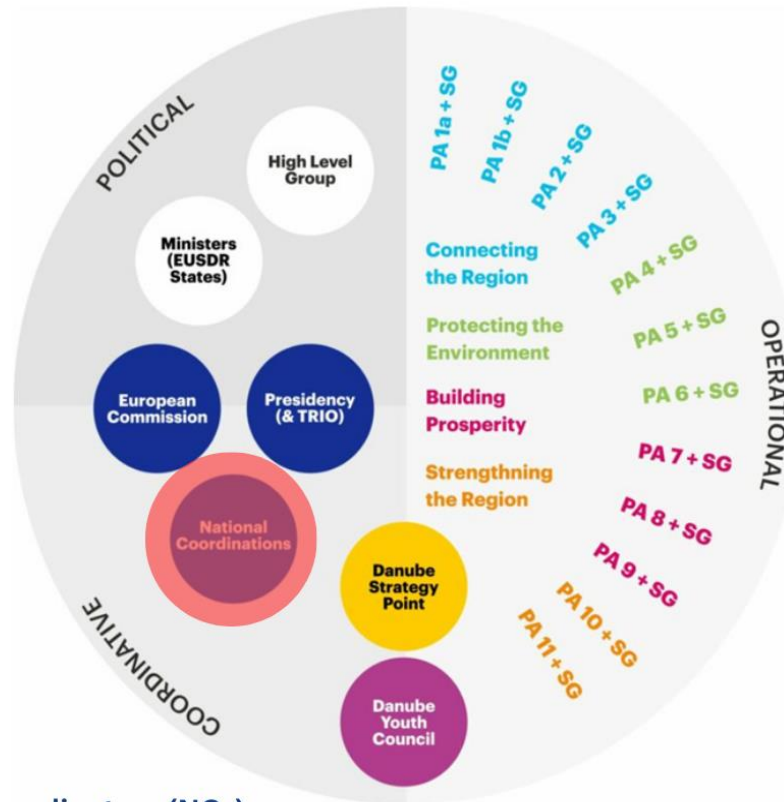 POLITICAL
High Level
Group
Ministers
(EUSDR
States)
European
Commission
Presidency
(& TRIO)
National
Coordinations
COORDINATIVE
Danube
Strategy
Point
Danube
Youth
Council
PA 1a + SG
PA 1b + SG
PA 2 + SG
PA 3 + SG
PA 4 + SG
PA 5 + SG
PA 6 + SG
PA 7 + SG
PA 8 + SG
PA 9 + SG
PA 10 + SG
PA 11 + SG
Connecting
the Region
Protecting the
Environment
Building
Prosperity
Strengthning
the Region
OPERATIONAL